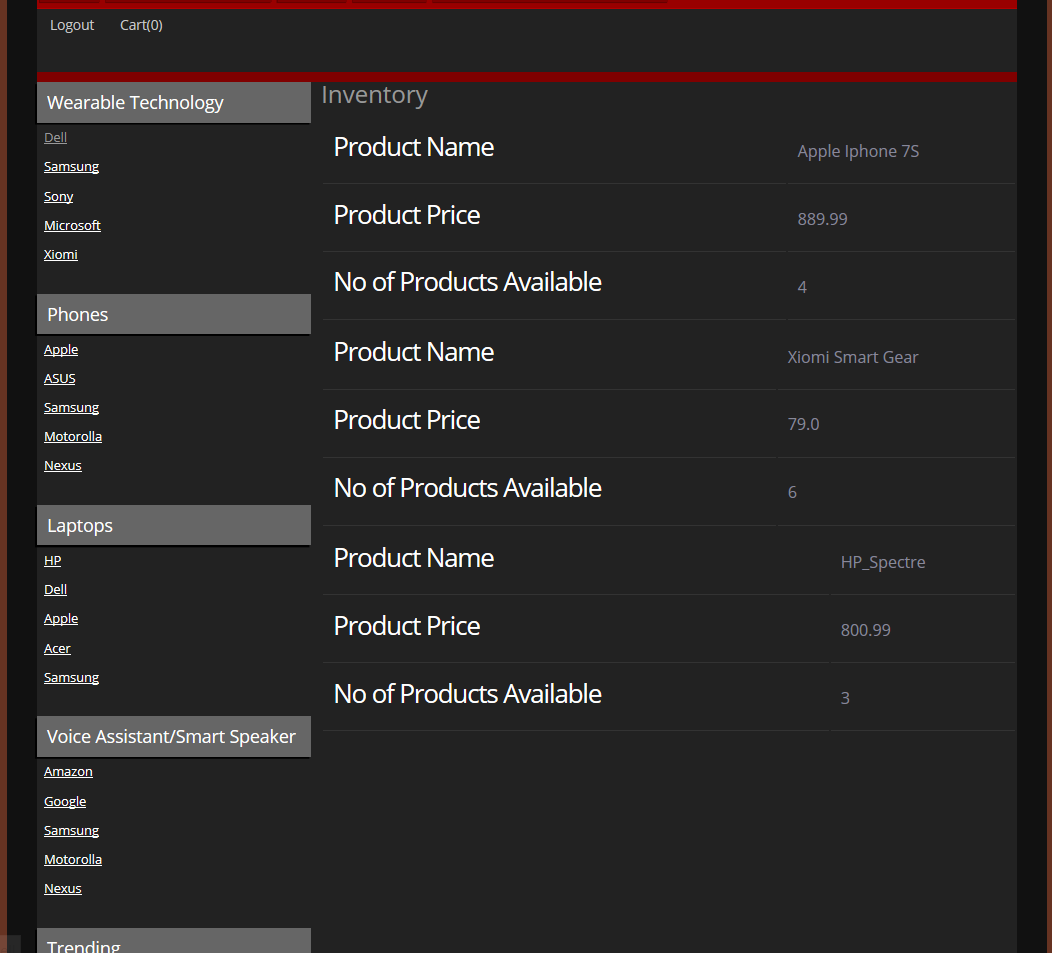 Logout Cart(0)
Wearable Technology
Dell
Samsung
Sony
Microsoft
Xiomi
Phones
Apple
ASUS
Samsung
Motorolla
Nexus
Laptops
HP
Dell
Apple
Acer
Samsung
Voice Assistant/Smart Speaker
Amazon
Google
Samsung
Motorolla
Nexus
Trending
Inventory
Product Name Apple Iphone 7S
Product Price 889.99
No of Products Available 4
Product Name Xiomi Smart Gear
Product Price 79.0
No of Products Available 6
Product Name HP_Spectre
Product Price 800.99
No of Products Available 3